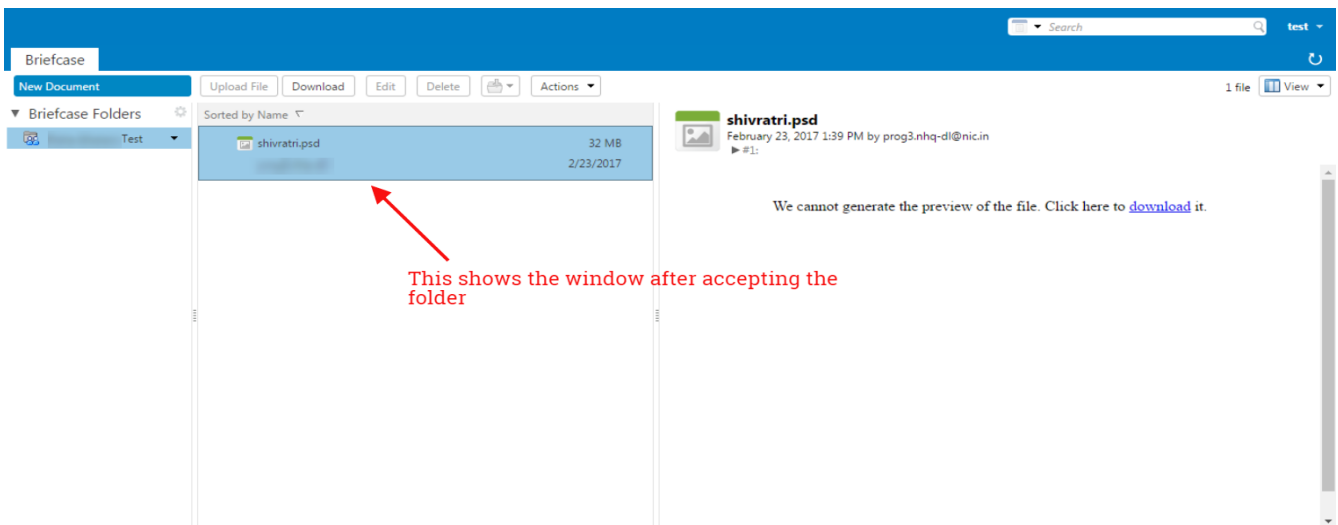 Search
test
Briefcase
New Document
Upload File
Download
Edit
Delete
Actions
1 file
View
Briefcase Folders
Test
Sorted by Name
shivratri.psd
32 MB
2/23/2017
shivratri.psd
February 23, 2017 1:39 PM by prog3.nhq-dl@nic.in
#1:
We cannot generate the preview of the file. Click here to download it.
This shows the window after accepting the
folder